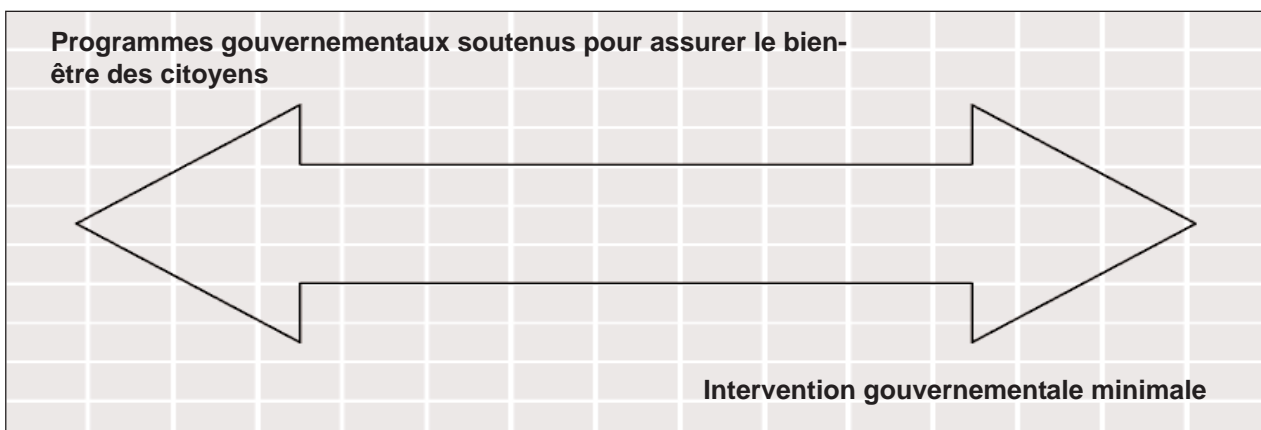 Programmes gouvernementaux soutenus pour assurer le bien-
être des citoyens
Intervention gouvernementale minimale